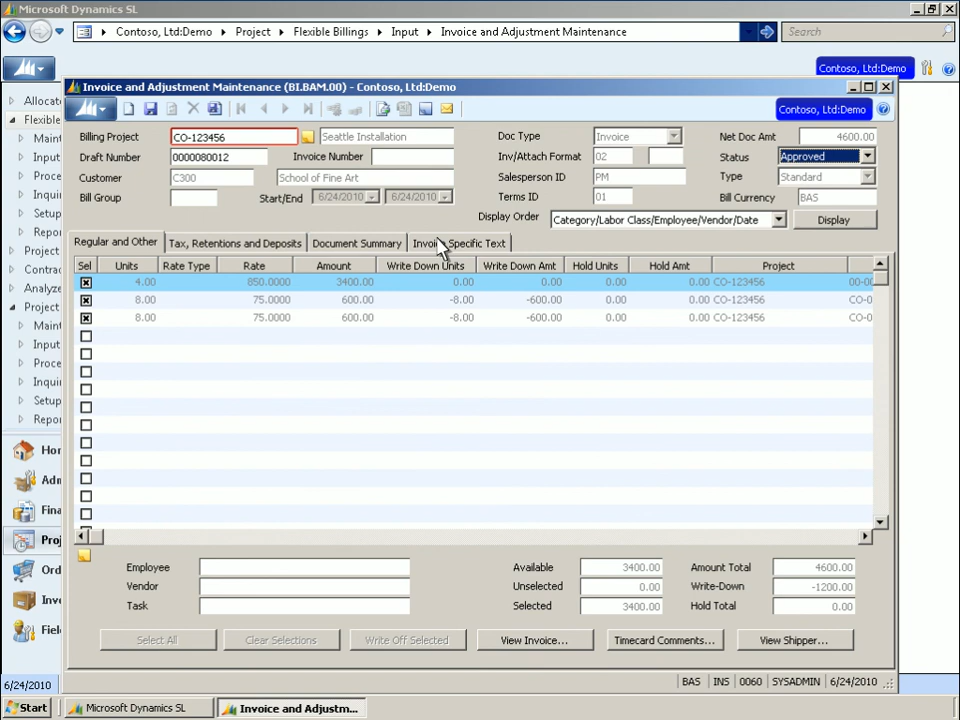 Microsoft Dynamics SL
Contoso, Ltd:Demo Project Flexible Billings Input Invoice and Adjustment Maintenance Search
Contoso, Ltd:Demo
Invoice and Adjustment Maintenance (BI.BAM.00) - Contoso, Ltd:Demo
Contoso, Ltd:Demo
Billing Project CO-123456 Seattle Installation Doc Type Invoice Net Doc Amt 4600.00
Draft Number 0000080012 Invoice Number Inv/Attach Format 02 Status Approved
Customer C300 School of Fine Art Salesperson ID PM Type Standard
Bill Group Start/End 6/24/2010 6/24/2010 Terms ID 01 Bill Currency BAS
Display Order Category/Labor Class/Employee/Vendor/Date Display
Regular and Other Tax, Retentions and Deposits Document Summary Invoice Specific Text
Sel Units Rate Type Rate Amount Write Down Units Write Down Amt Hold Units Hold Amt Project
4.00 850.0000 3400.00 0.00 0.00 0.00 0.00 CO-123456 00-00
8.00 75.0000 600.00 -8.00 -600.00 0.00 0.00 CO-123456 CO-0
8.00 75.0000 600.00 -8.00 -600.00 0.00 0.00 CO-123456 CO-0
Employee Available 3400.00 Amount Total 4600.00
Vendor Unselected 0.00 Write-Down -1200.00
Task Selected 3400.00 Hold Total 0.00
Select All Clear Selections Write Off Selected View Invoice... Timecard Comments... View Shipper...
BAS INS 0060 SYSADMIN 6/24/2010
Allocat
Flexible
Maint
Input
Proce
Inquir
Setup
Repor
Project
Contra
Analyze
Project
Maint
Input
Proce
Inquir
Setup
Repor
Hom
Adm
Fina
Proj
Ord
Inve
Field
6/24/2010
Start Microsoft Dynamics SL Invoice and Adjustm...